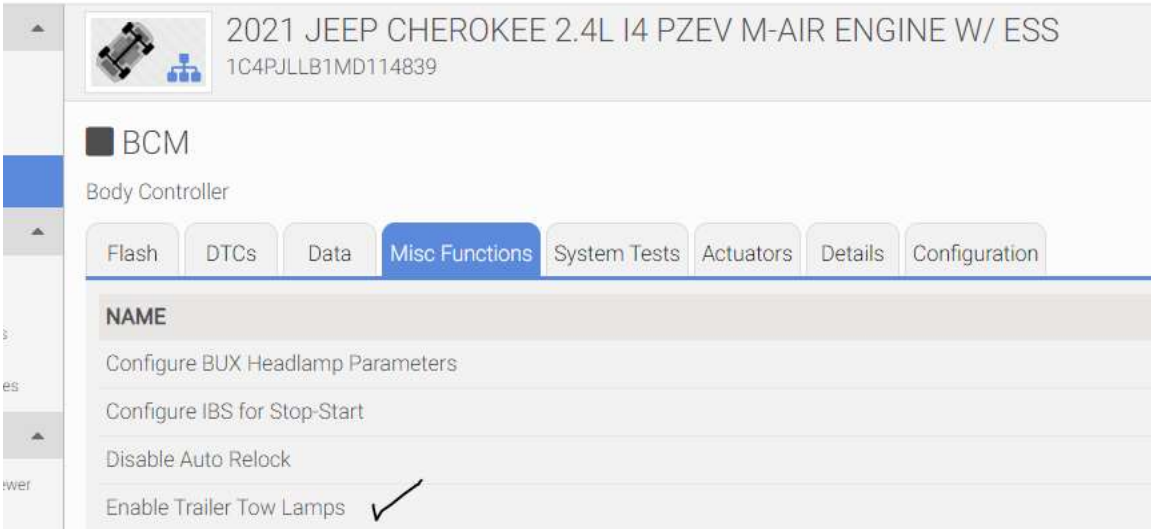 2021 JEEP CHEROKEE 2.4L I4 PZEV M-AIR ENGINE W/ ESS
1C4PJLLB1MD114839
BCM
Body Controller
Flash DTCs Data Misc Functions System Tests Actuators Details Configuration
NAME
Configure BUX Headlamp Parameters
s
Configure IBS for Stop-Start
es
Disable Auto Relock
Enable Trailer Tow Lamps
ewer